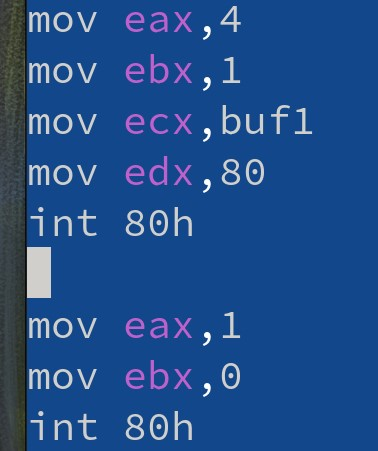 mov eax,4
mov ebx,1
mov ecx,buf1
mov edx,80
int 80h
mov eax,1
mov ebx,0
int 80h